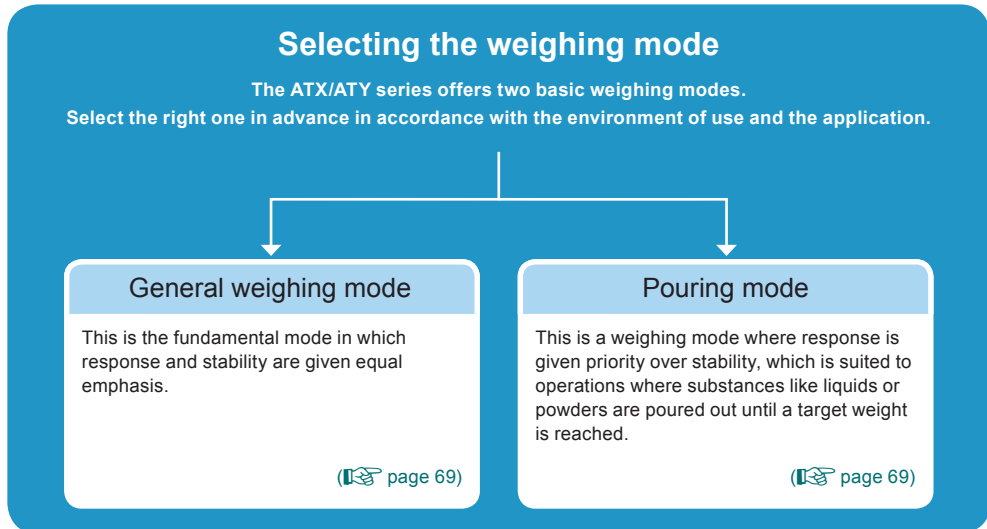 Selecting the weighing mode
The ATX/ATY series offers two basic weighing modes.
Select the right one in advance in accordance with the environment of use and the application.
General weighing mode
This is the fundamental mode in which
response and stability are given equal
emphasis.
(☞ page 69)
Pouring mode
This is a weighing mode where response is
given priority over stability, which is suited to
operations where substances like liquids or
powders are poured out until a target weight
is reached.
(☞ page 69)